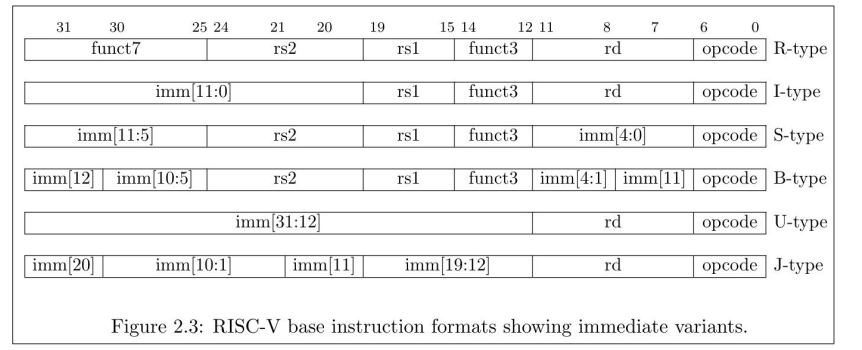 31 30 25 24 21 20 19 15 14 12 11 8 7 6 0
funct7 rs2 rs1 funct3 rd opcode R-type
imm[11:0] rs1 funct3 rd opcode I-type
imm[11:5] rs2 rs1 funct3 imm[4:0] opcode S-type
imm[12] imm[10:5] rs2 rs1 funct3 imm[4:1] imm[11] opcode B-type
imm[31:12] rd opcode U-type
imm[20] imm[10:1] imm[11] imm[19:12] rd opcode J-type
Figure 2.3: RISC-V base instruction formats showing immediate variants.